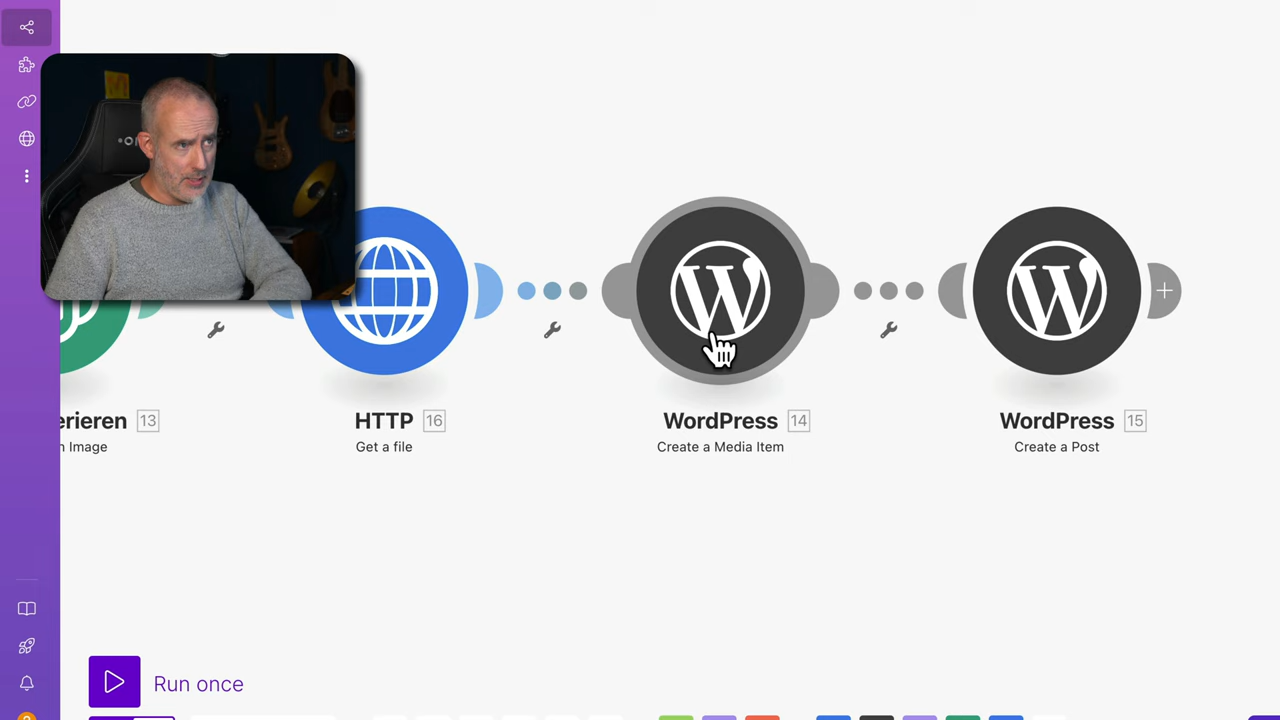 erieren 13
n Image
HTTP 16
Get a file
WordPress 14
Create a Media Item
WordPress 15
Create a Post
Run once